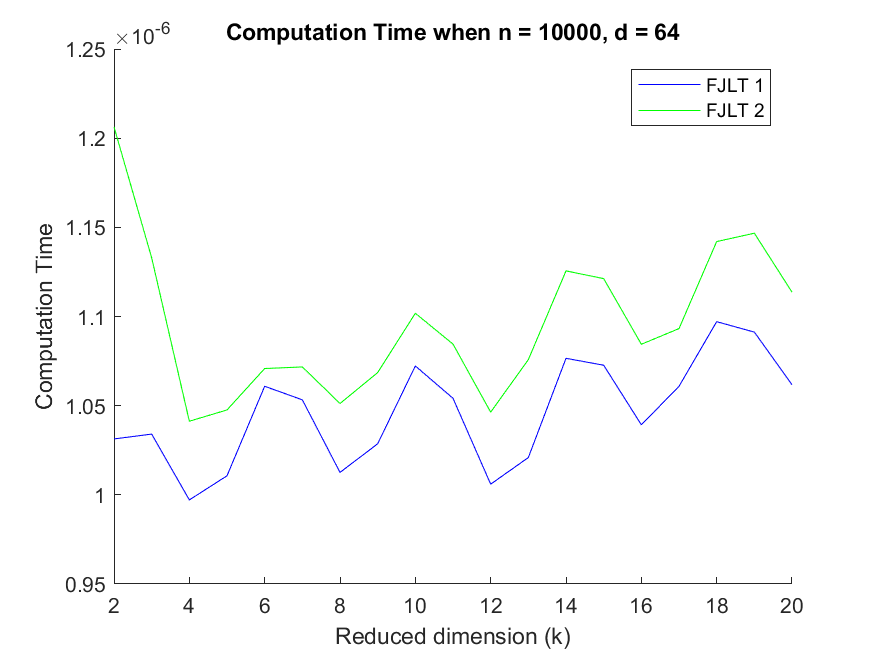 Computation Time when n = 10000, d = 64
×10^-6
1.25
1.2
1.15
1.1
1.05
1
0.95
Computation Time
FJLT 1
FJLT 2
2 4 6 8 10 12 14 16 18 20
Reduced dimension (k)